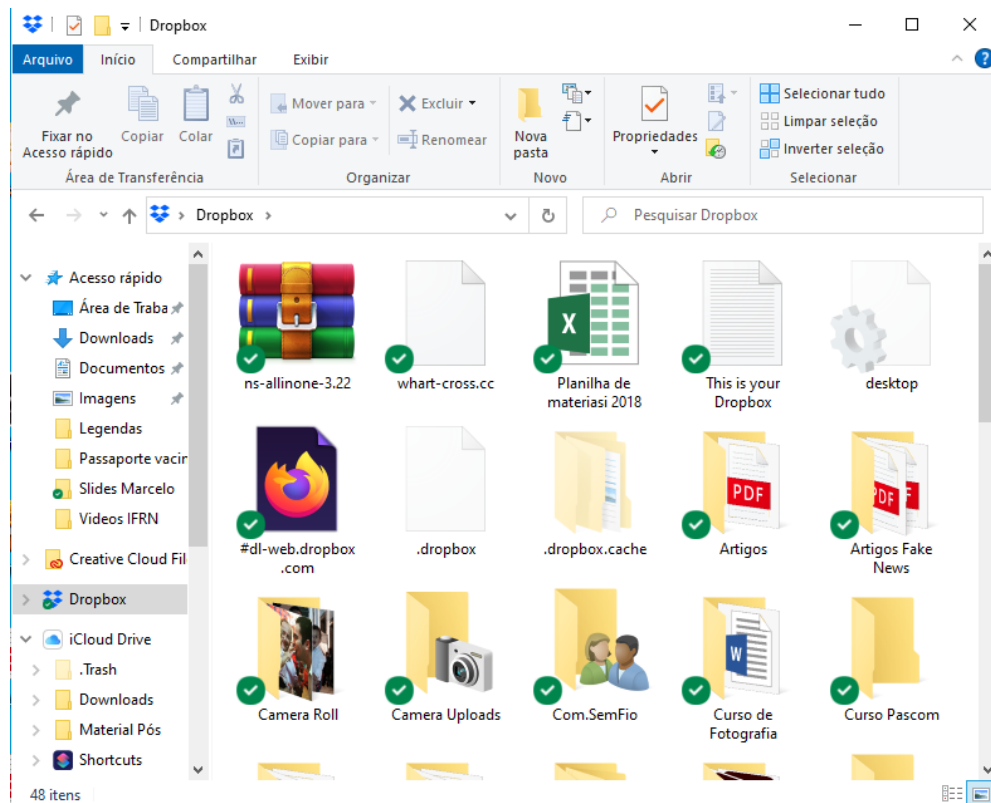 Dropbox
Arquivo Início Compartilhar Exibir
?
Fixar no
Acesso rápido
Copiar
Colar
W...
Mover para
Copiar para
Excluir
Renomear
Nova
pasta
Propriedades
Selecionar tudo
Limpar seleção
Inverter seleção
Área de Transferência
Organizar
Novo
Abrir
Selecionar
Dropbox
Pesquisar Dropbox
Acesso rápido
Área de Traba
Downloads
Documentos
Imagens
Legendas
Passaporte vacir
Slides Marcelo
Videos IFRN
Creative Cloud Fil
Dropbox
iCloud Drive
.Trash
Downloads
Material Pós
Shortcuts
ns-allinone-3.22
whart-cross.cc
X
Planilha de
materiasi 2018
This is your
Dropbox
desktop
#dl-web.dropbox
.com
.dropbox
.dropbox.cache
PDF
Artigos
PDF
F
Artigos Fake
News
Camera Roll
Camera Uploads
Com.SemFio
W
Curso de
Fotografia
Curso Pascom
48 itens